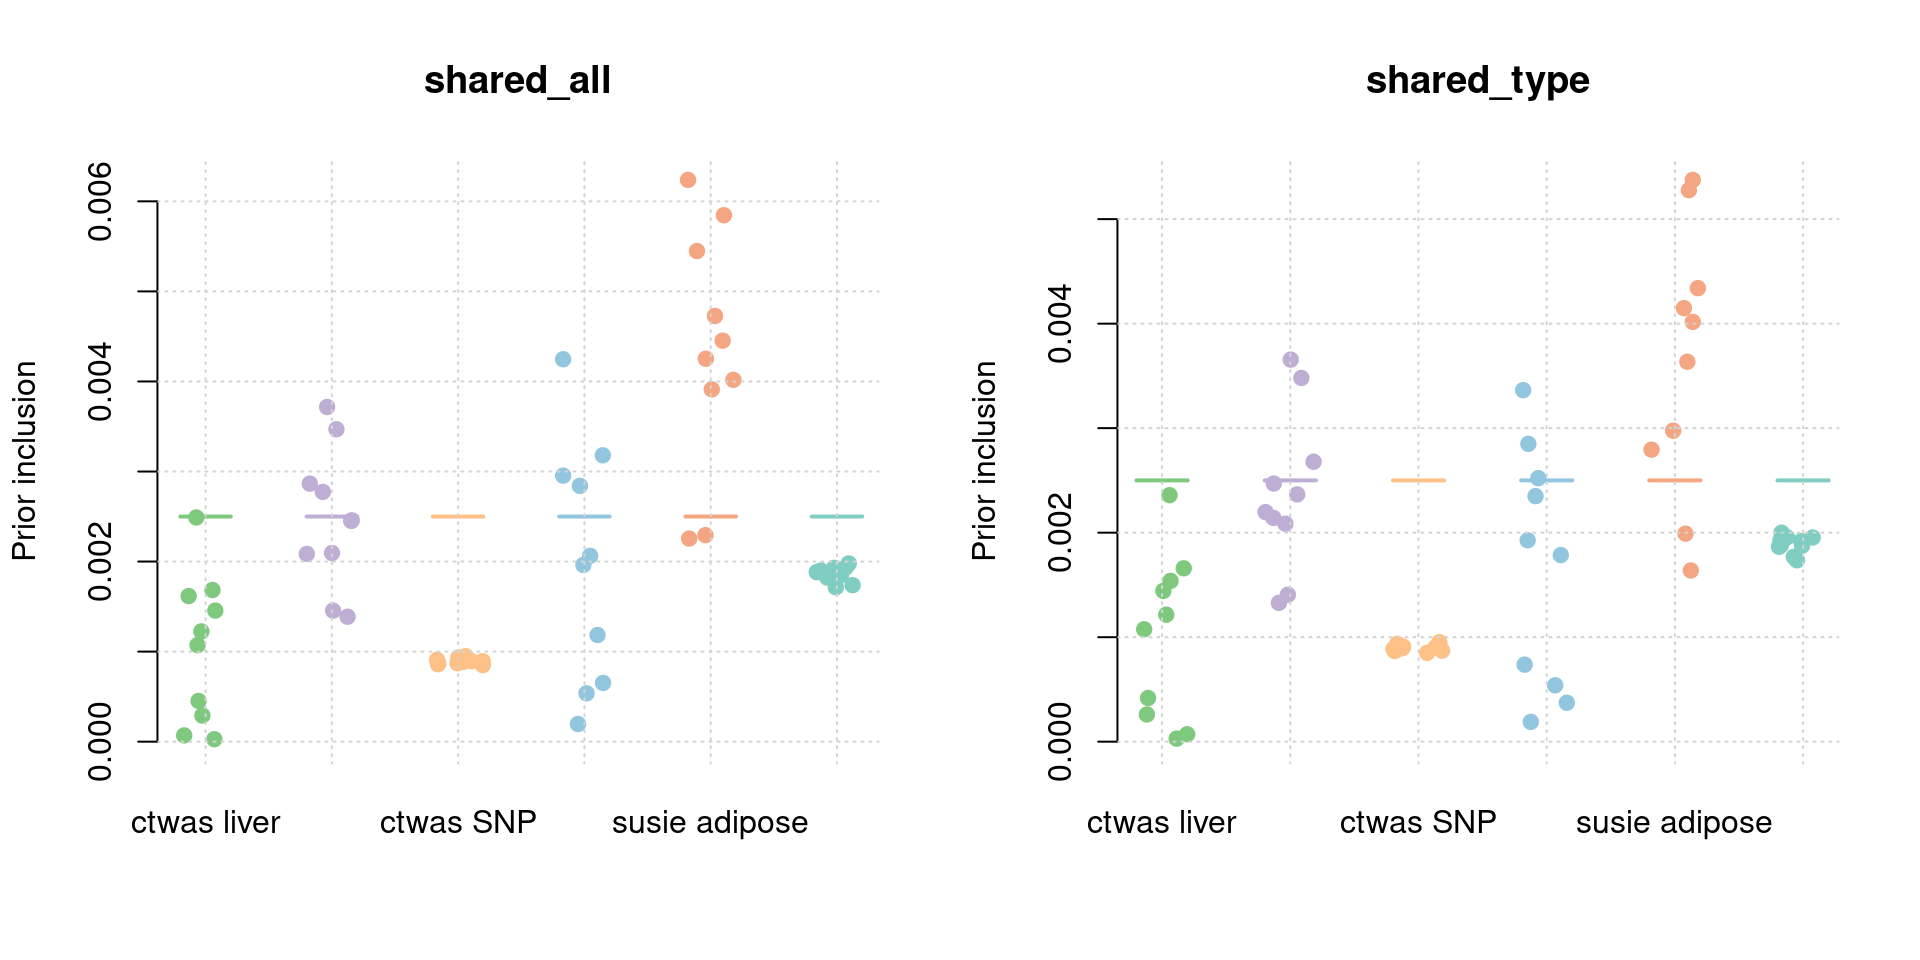 shared_all
Prior inclusion
0.006
0.004
0.002
0.000
ctwas liver
ctwas SNP
susie adipose
shared_type
Prior inclusion
0.004
0.002
0.000
ctwas liver
ctwas SNP
susie adipose